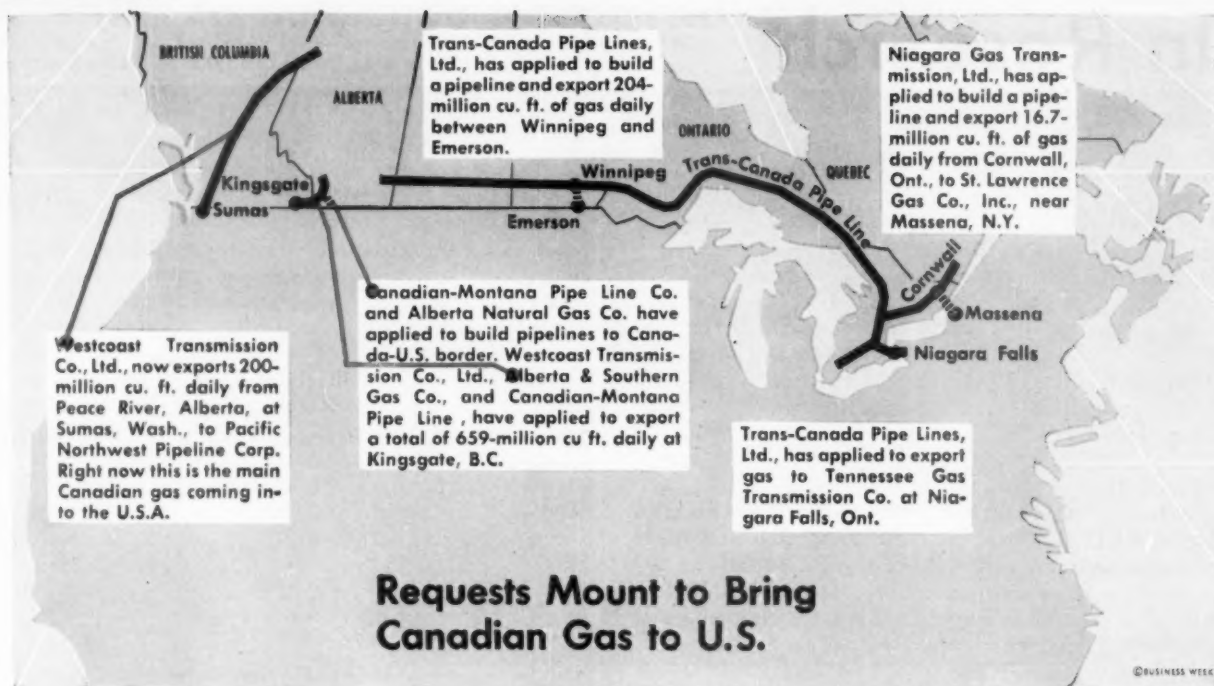 BRITISH COLUMBIA
ALBERTA
Trans-Canada Pipe Lines,
Ltd., has applied to build
a pipeline and export 204-
million cu. ft. of gas daily
between Winnipeg and
Emerson.
ONTARIO
QUEBEC
Niagara Gas Trans-
mission, Ltd., has ap-
plied to build a pipe-
line and export 16.7-
million cu. ft. of gas
daily from Cornwall,
Ont., to St. Lawrence
Gas Co., Inc., near
Massena, N.Y.
Kingsgate
Sumas
Winnipeg
Emerson
Trans-Canada Pipe Line
Cornwall
Massena
Niagara Falls
Westcoast Transmission
Co., Ltd., now exports 200-
million cu. ft. daily from
Peace River, Alberta, at
Sumas, Wash., to Pacific
Northwest Pipeline Corp.
Right now this is the main
Canadian gas coming in-
to the U.S.A.
Canadian-Montana Pipe Line Co.
and Alberta Natural Gas Co. have
applied to build pipelines to Cana-
da-U.S. border. Westcoast Transmis-
sion Co., Ltd., Alberta & Southern
Gas Co., and Canadian-Montana
Pipe Line, have applied to export
a total of 659-million cu ft. daily at
Kingsgate, B.C.
Trans-Canada Pipe Lines,
Ltd., has applied to export
gas to Tennessee Gas
Transmission Co. at Nia-
gara Falls, Ont.
Requests Mount to Bring
Canadian Gas to U.S.
©BUSINESS WEEK